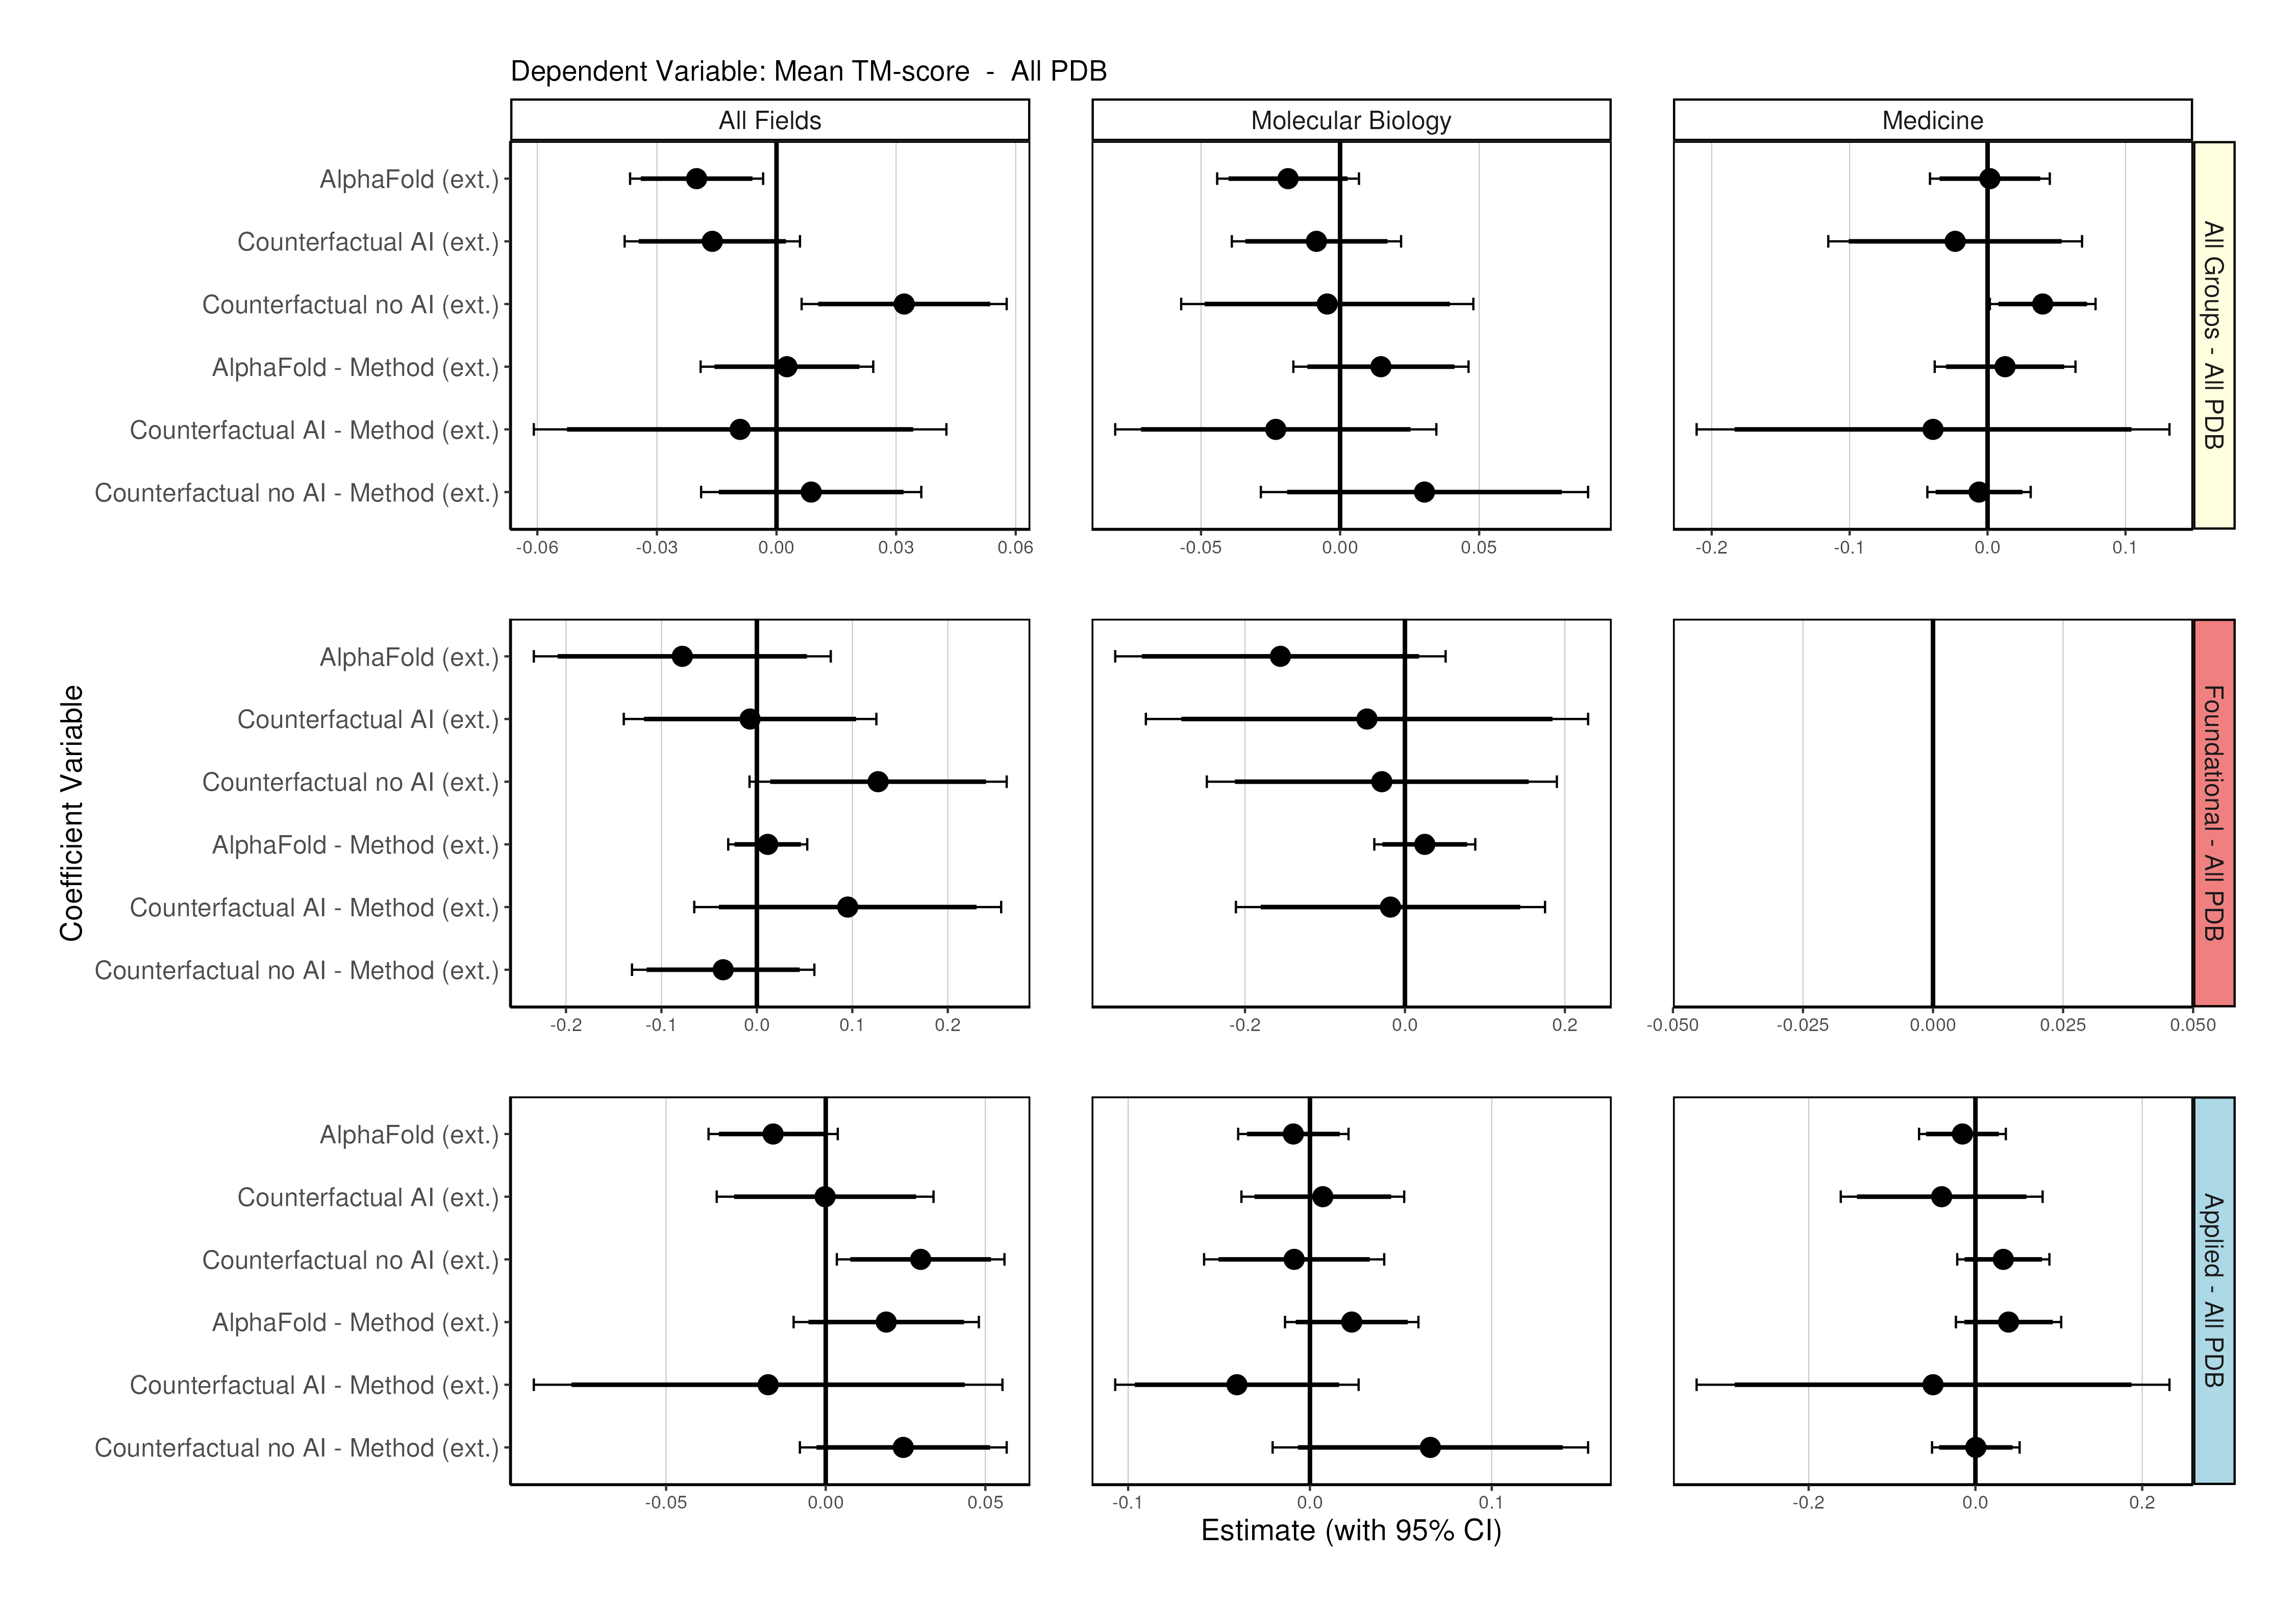 Dependent Variable: Mean TM-score  -  All PDB
All Fields
Molecular Biology
Medicine
AlphaFold (ext.)
Counterfactual AI (ext.)
Counterfactual no AI (ext.)
AlphaFold - Method (ext.)
Counterfactual AI - Method (ext.)
Counterfactual no AI - Method (ext.)
All Groups - All PDB
-0.06 -0.03 0.00 0.03 0.06
-0.05 0.00 0.05
-0.2 -0.1 0.0 0.1
Coefficient Variable
AlphaFold (ext.)
Counterfactual AI (ext.)
Counterfactual no AI (ext.)
AlphaFold - Method (ext.)
Counterfactual AI - Method (ext.)
Counterfactual no AI - Method (ext.)
Foundational - All PDB
-0.2 -0.1 0.0 0.1 0.2
-0.2 0.0 0.2
-0.050 -0.025 0.000 0.025 0.050
AlphaFold (ext.)
Counterfactual AI (ext.)
Counterfactual no AI (ext.)
AlphaFold - Method (ext.)
Counterfactual AI - Method (ext.)
Counterfactual no AI - Method (ext.)
Applied - All PDB
-0.05 0.00 0.05
-0.1 0.0 0.1
-0.2 0.0 0.2
Estimate (with 95% CI)